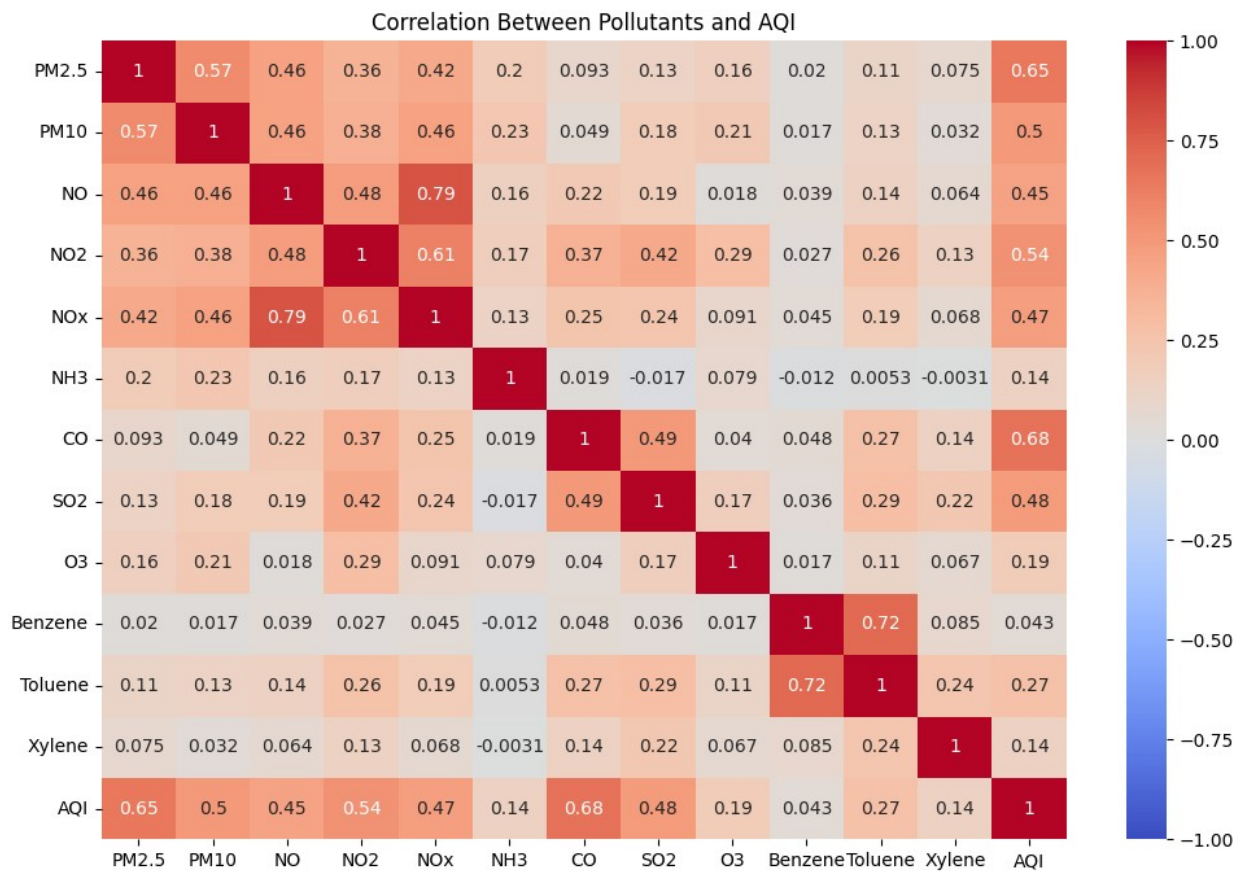 Correlation Between Pollutants and AQI
PM2.5 1 0.57 0.46 0.36 0.42 0.2 0.093 0.13 0.16 0.02 0.11 0.075 0.65
PM10 0.57 1 0.46 0.38 0.46 0.23 0.049 0.18 0.21 0.017 0.13 0.032 0.5
NO 0.46 0.46 1 0.48 0.79 0.16 0.22 0.19 0.018 0.039 0.14 0.064 0.45
NO2 0.36 0.38 0.48 1 0.61 0.17 0.37 0.42 0.29 0.027 0.26 0.13 0.54
NOx 0.42 0.46 0.79 0.61 1 0.13 0.25 0.24 0.091 0.045 0.19 0.068 0.47
NH3 0.2 0.23 0.16 0.17 0.13 1 0.019 -0.017 0.079 -0.012 0.0053 -0.0031 0.14
CO 0.093 0.049 0.22 0.37 0.25 0.019 1 0.49 0.04 0.048 0.27 0.14 0.68
SO2 0.13 0.18 0.19 0.42 0.24 -0.017 0.49 1 0.17 0.036 0.29 0.22 0.48
O3 0.16 0.21 0.018 0.29 0.091 0.079 0.04 0.17 1 0.017 0.11 0.067 0.19
Benzene 0.02 0.017 0.039 0.027 0.045 -0.012 0.048 0.036 0.017 1 0.72 0.085 0.043
Toluene 0.11 0.13 0.14 0.26 0.19 0.0053 0.27 0.29 0.11 0.72 1 0.24 0.27
Xylene 0.075 0.032 0.064 0.13 0.068 -0.0031 0.14 0.22 0.067 0.085 0.24 1 0.14
AQI 0.65 0.5 0.45 0.54 0.47 0.14 0.68 0.48 0.19 0.043 0.27 0.14 1
PM2.5 PM10 NO NO2 NOx NH3 CO SO2 O3 Benzene Toluene Xylene AQI
1.00
0.75
0.50
0.25
0.00
−0.25
−0.50
−0.75
−1.00